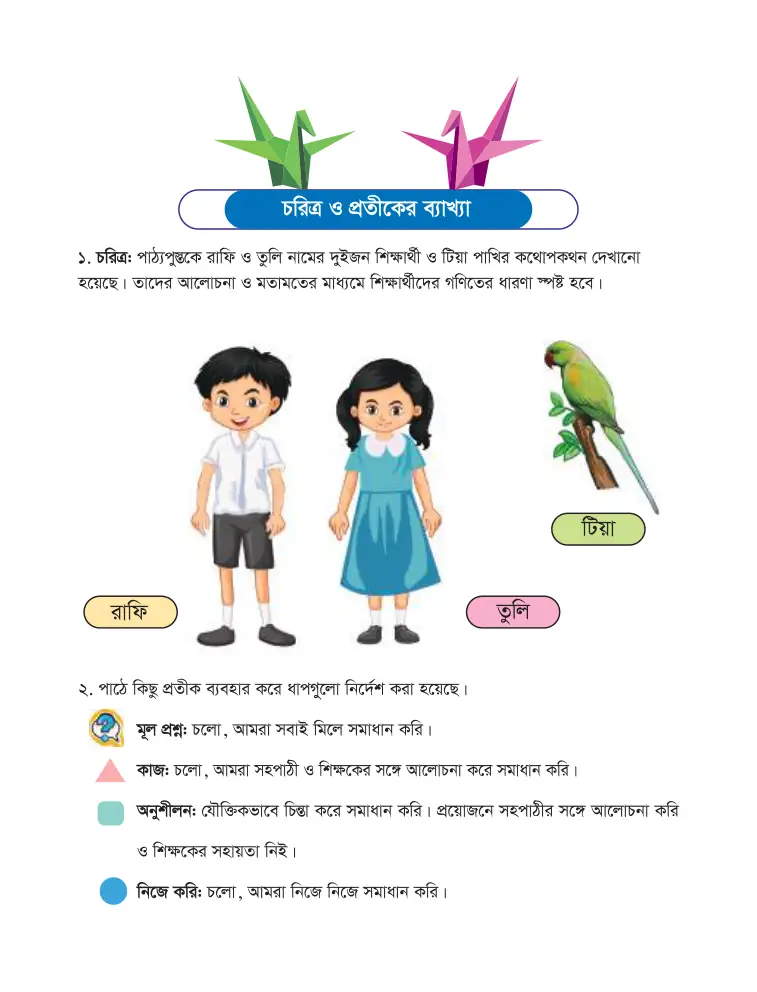 চরিত্র ও প্রতীকের ব্যাখ্যা
১. চরিত্র: পাঠ্যপুস্তকে রাফি ও তুলি নামের দুইজন শিক্ষার্থী ও টিয়া পাখির কথোপকথন দেখানো
হয়েছে। তাদের আলোচনা ও মতামতের মাধ্যমে শিক্ষার্থীদের গণিতের ধারণা স্পষ্ট হবে।
টিয়া
রাফি
তুলি
২. পাঠে কিছু প্রতীক ব্যবহার করে ধাপগুলো নির্দেশ করা হয়েছে।
মূল প্রশ্ন: চলো, আমরা সবাই মিলে সমাধান করি।
কাজ: চলো, আমরা সহপাঠী ও শিক্ষকের সঙ্গে আলোচনা করে সমাধান করি।
অনুশীলন: যৌক্তিকভাবে চিন্তা করে সমাধান করি। প্রয়োজনে সহপাঠীর সঙ্গে আলোচনা করি
ও শিক্ষকের সহায়তা নিই।
নিজে করি: চলো, আমরা নিজে নিজে সমাধান করি।